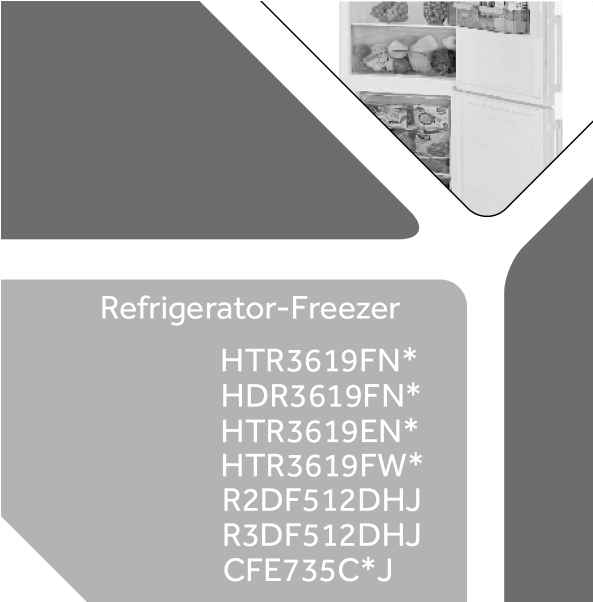 Refrigerator-Freezer
HTR3619FN*
HDR3619FN*
HTR3619EN*
HTR3619FW*
R2DF512DHJ
R3DF512DHJ
CFE735C*J